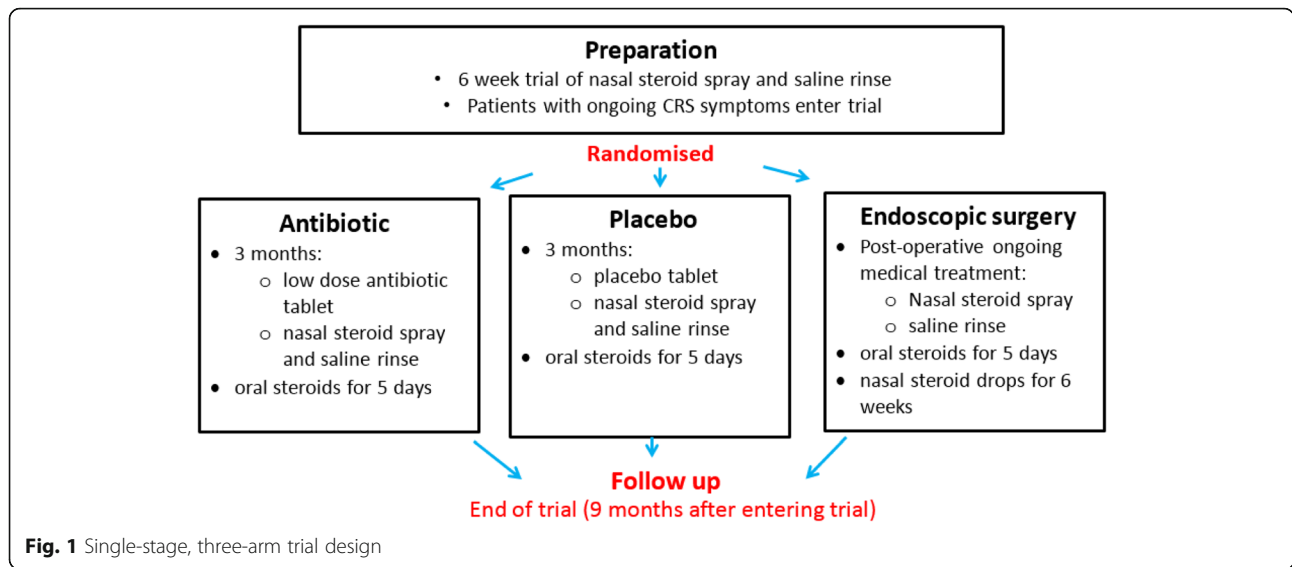 Preparation
• 6 week trial of nasal steroid spray and saline rinse
• Patients with ongoing CRS symptoms enter trial
Randomised
Antibiotic
• 3 months:
o low dose antibiotic
tablet
o nasal steroid spray
and saline rinse
• oral steroids for 5 days
Placebo
• 3 months:
o placebo tablet
o nasal steroid spray
and saline rinse
• oral steroids for 5 days
Endoscopic surgery
• Post-operative ongoing
medical treatment:
o Nasal steroid spray
o saline rinse
• oral steroids for 5 days
• nasal steroid drops for 6
weeks
Follow up
End of trial (9 months after entering trial)
Fig. 1 Single-stage, three-arm trial design